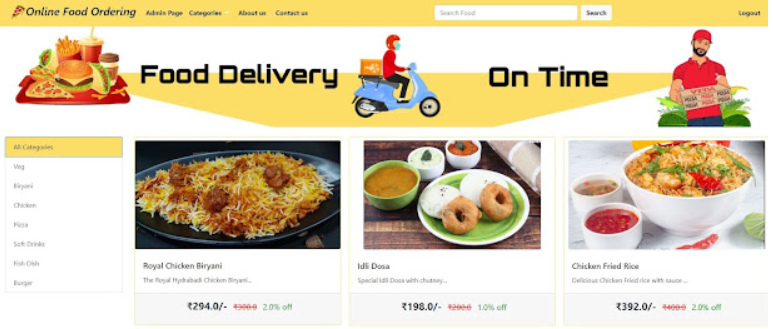 Online Food Ordering Admin Page Categories About us Contact us Search Food Search Logout
Food Delivery On Time
All Categories
Veg
Biryani
Chicken
Pizza
Soft Drinks
Fish Dish
Burger
Royal Chicken Biryani
The Royal Hydrabadi Chicken Biryani...
₹294.0/- ₹300.0 2.0% off
Idli Dosa
Special Idli Dosa with chutney...
₹198.0/- ₹200.0 1.0% off
Chicken Fried Rice
Delicious Chicken Fried rice with sauce ...
₹392.0/- ₹400.0 2.0% off